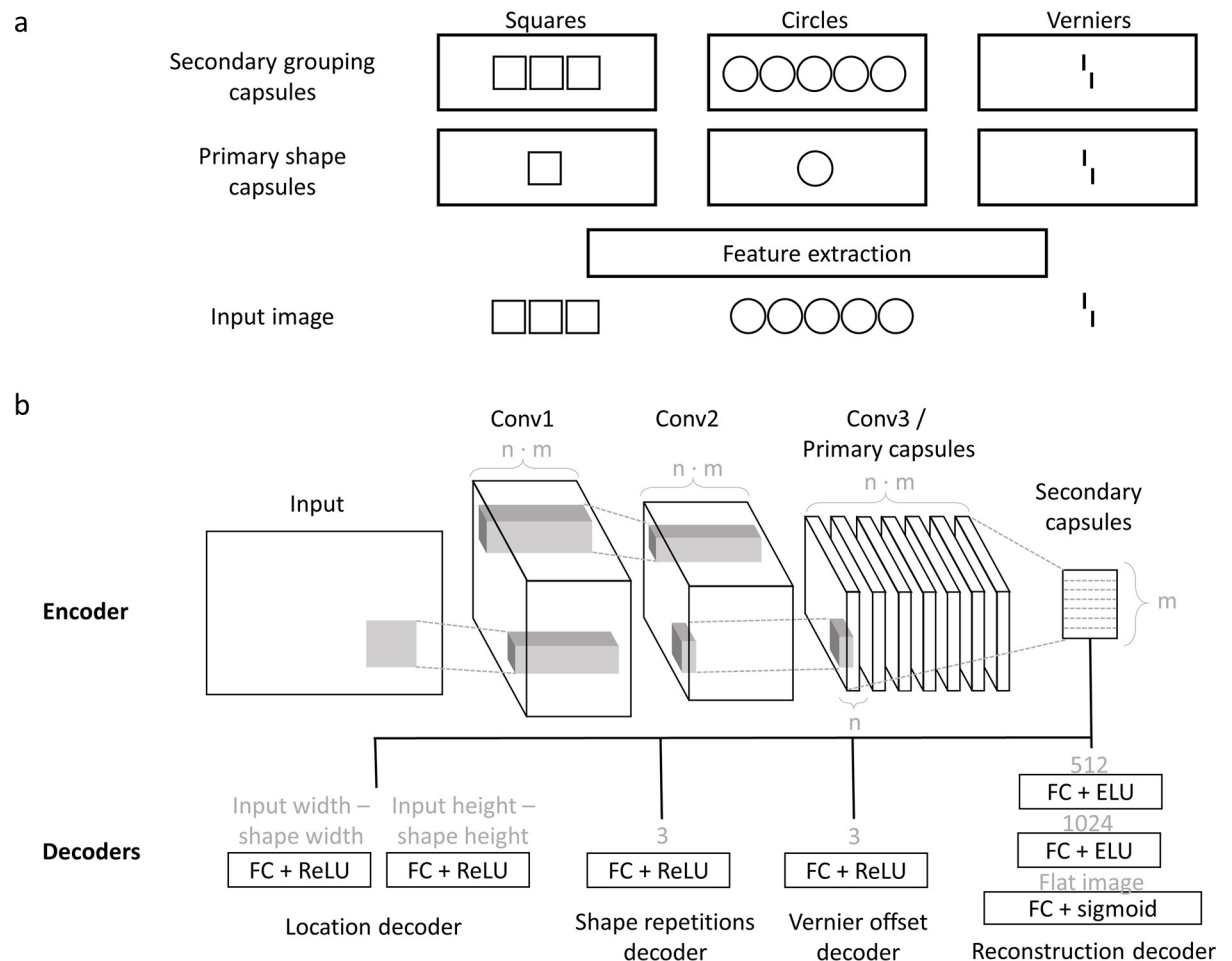 a
Squares
Circles
Verniers
Secondary grouping
capsules
Primary shape
capsules
Feature extraction
Input image
b
Conv1
Conv2
Conv3 /
Primary capsules
n · m
n · m
n · m
Input
Secondary
capsules
Encoder
m
n
512
FC + ELU
Input width –
shape width
Input height –
shape height
3
3
1024
Decoders
FC + ReLU
FC + ReLU
FC + ReLU
FC + ReLU
FC + ELU
Flat image
FC + sigmoid
Location decoder
Shape repetitions
decoder
Vernier offset
decoder
Reconstruction decoder